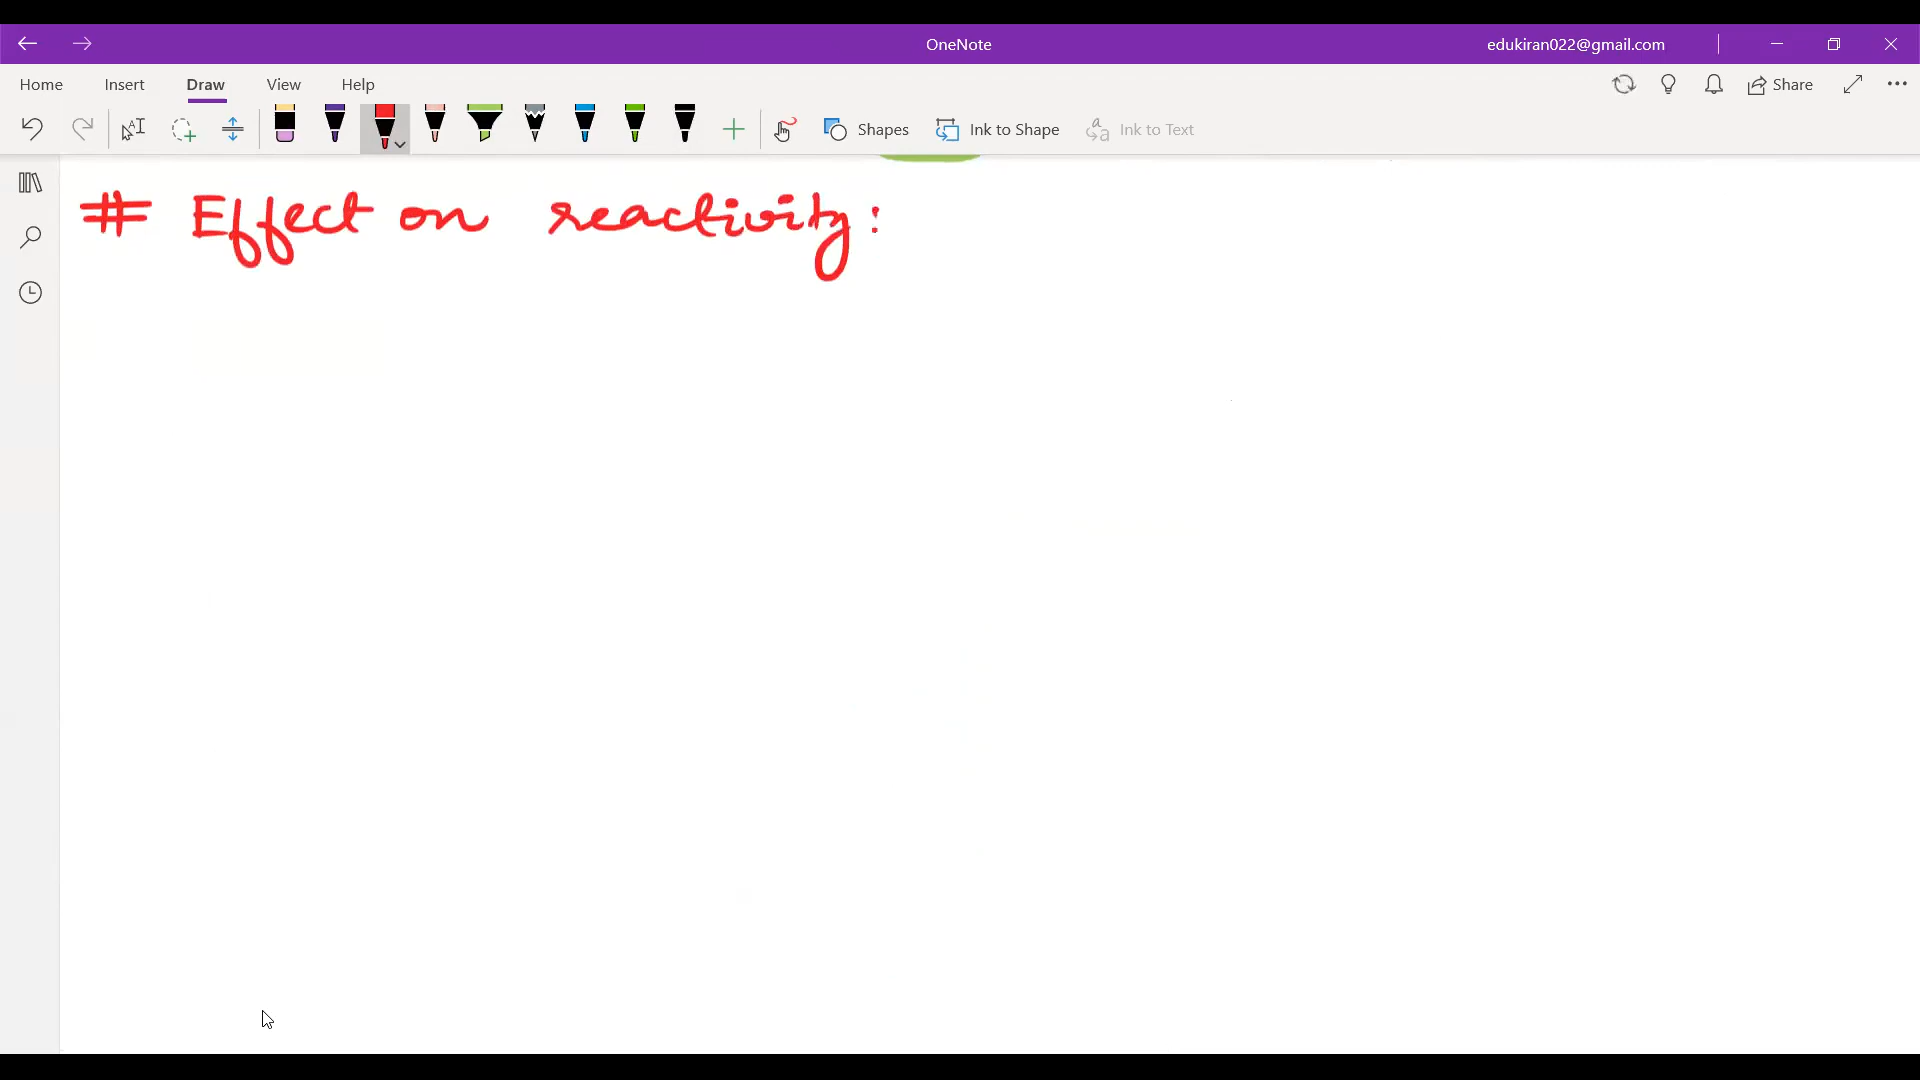 OneNote
edukiran022@gmail.com
Home Insert Draw View Help
Share
Shapes Ink to Shape Ink to Text
# Effect on reactivity: